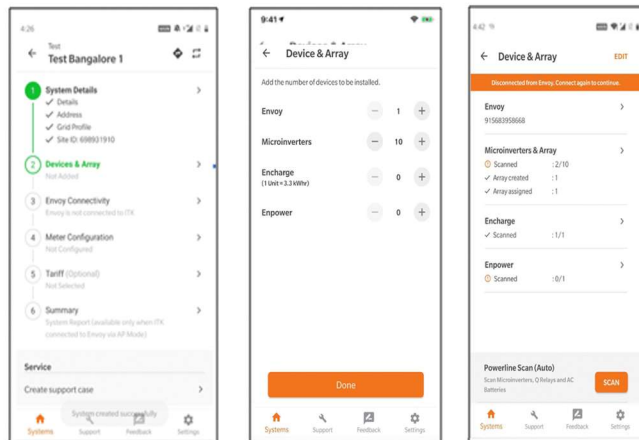 4:26
Test
Test Bangalore 1
1 System Details
✓ Details
✓ Address
✓ Grid Profile
✓ Site ID: 698931910
2 Devices & Array
Not Added
3 Envoy Connectivity
Envoy is not connected to ITK
4 Meter Configuration
Not Configured
5 Tariff (Optional)
Not Selected
6 Summary
System Report (available only when ITK
connected to Envoy via AP Mode)
Service
Create support case
System created successfully
Systems Support Feedback Settings
9:41
Device & Array
Add the number of devices to be installed.
Envoy − 1 +
Microinverters − 10 +
Encharge − 0 +
(1 Unit = 3.3 kWhr)
Enpower − 0 +
Done
Systems Support Feedback Settings
4:42
Device & Array EDIT
Disconnected from Envoy. Connect again to continue.
Envoy
915683958668
Microinverters & Array
Scanned : 2/10
✓ Array created : 1
✓ Array assigned : 1
Encharge
✓ Scanned : 1/1
Enpower
Scanned : 0/1
Powerline Scan (Auto)
Scan Microinverters, Q Relays and AC
Batteries
SCAN
Systems Support Feedback Settings